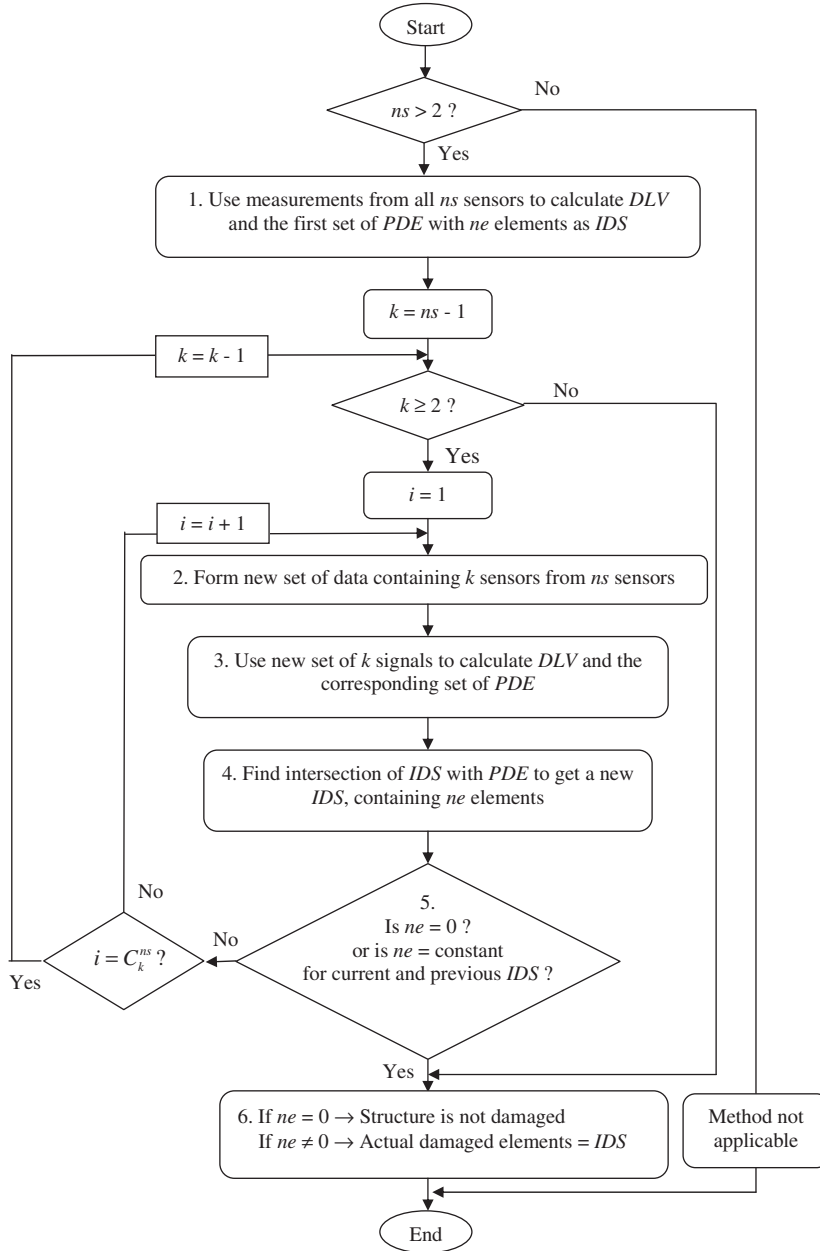 Start
No
ns > 2 ?
Yes
1. Use measurements from all ns sensors to calculate DLV
and the first set of PDE with ne elements as IDS
k = ns - 1
k = k - 1
No
k ≥ 2 ?
Yes
i = 1
i = i + 1
2. Form new set of data containing k sensors from ns sensors
3. Use new set of k signals to calculate DLV and the
corresponding set of PDE
4. Find intersection of IDS with PDE to get a new
IDS, containing ne elements
No
5.
Is ne = 0 ?
or is ne = constant
for current and previous IDS ?
No
i = C_k^{ns} ?
Yes
Yes
6. If ne = 0 → Structure is not damaged
If ne ≠ 0 → Actual damaged elements = IDS
Method not
applicable
End